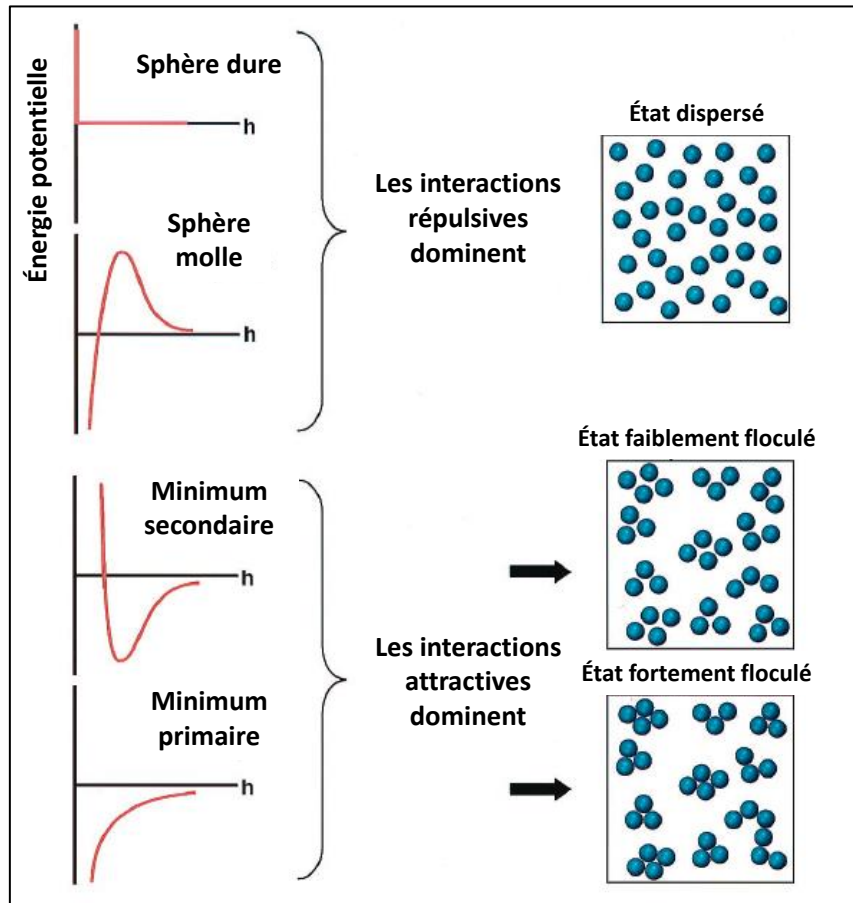 Énergie potentielle
Sphère dure
h
Sphère
molle
h
Les interactions
répulsives
dominent
État dispersé
Minimum
secondaire
h
Minimum
primaire
h
Les interactions
attractives
dominent
État faiblement floculé
État fortement floculé